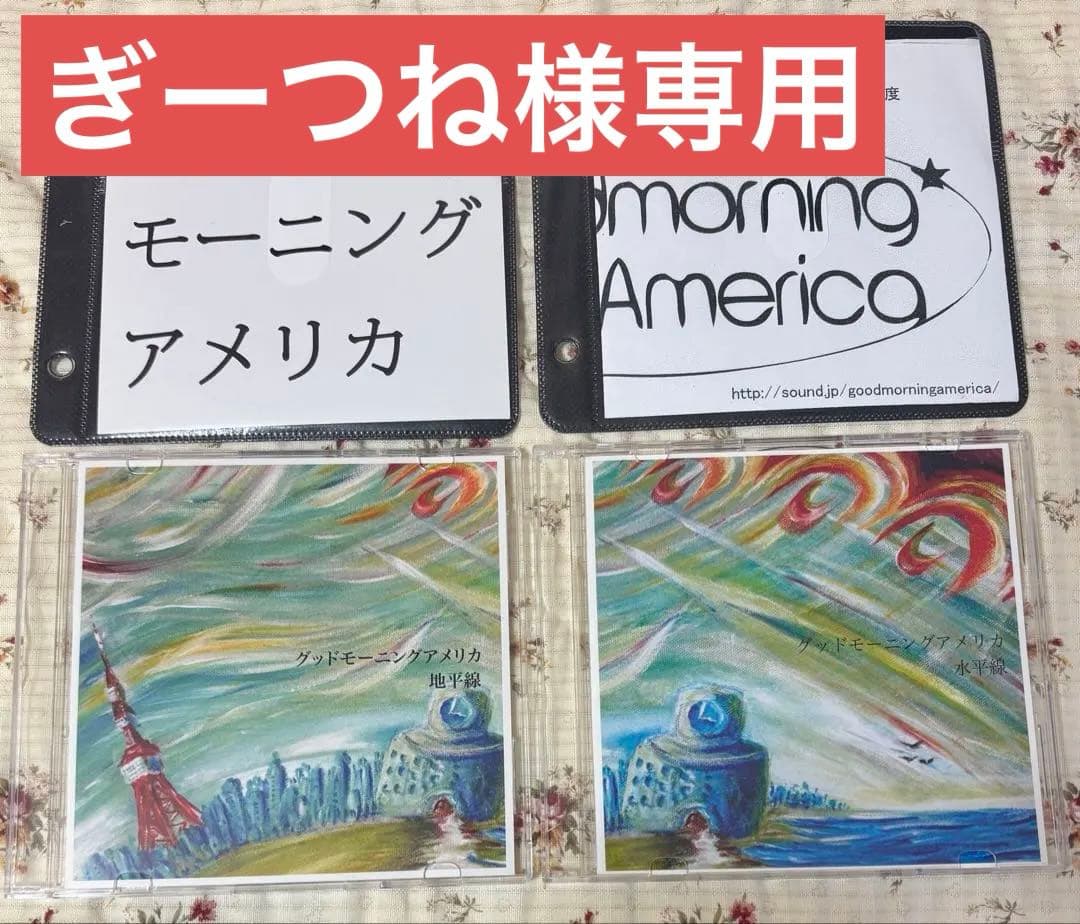 ぎーつね様専用
モーニング
アメリカ
度
dmorning
America
http://sound.jp/goodmorningamerica/
グッドモーニングアメリカ
地平線
グッドモーニングアメリカ
水平線